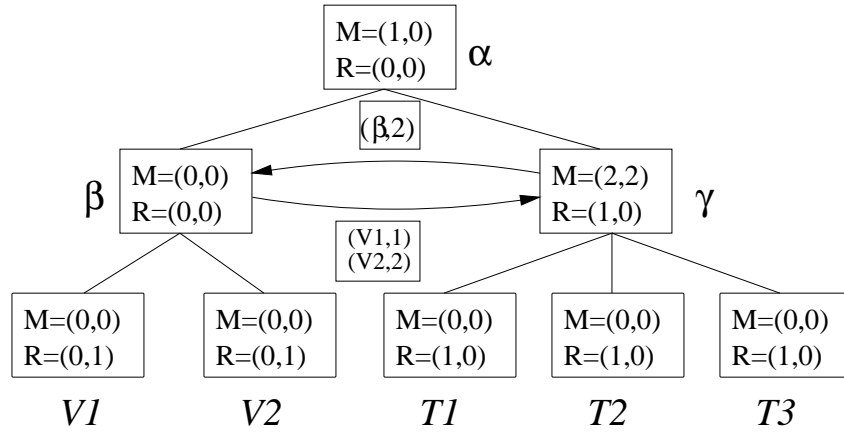 M=(1,0)
R=(0,0)
α
(β,2)
M=(0,0)
R=(0,0)
β
M=(2,2)
R=(1,0)
γ
(V1,1)
(V2,2)
M=(0,0)
R=(0,1)
M=(0,0)
R=(0,1)
M=(0,0)
R=(1,0)
M=(0,0)
R=(1,0)
M=(0,0)
R=(1,0)
V1
V2
T1
T2
T3